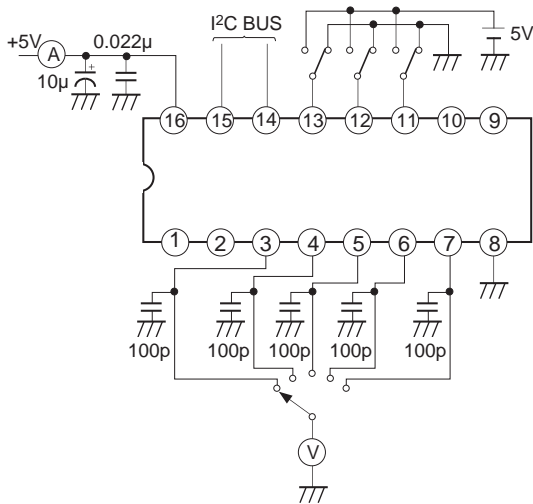 I²C BUS
+5V A 0.022μ
5V
10μ +
16 15 14 13 12 11 10 9
1 2 3 4 5 6 7 8
100p 100p 100p 100p 100p
V